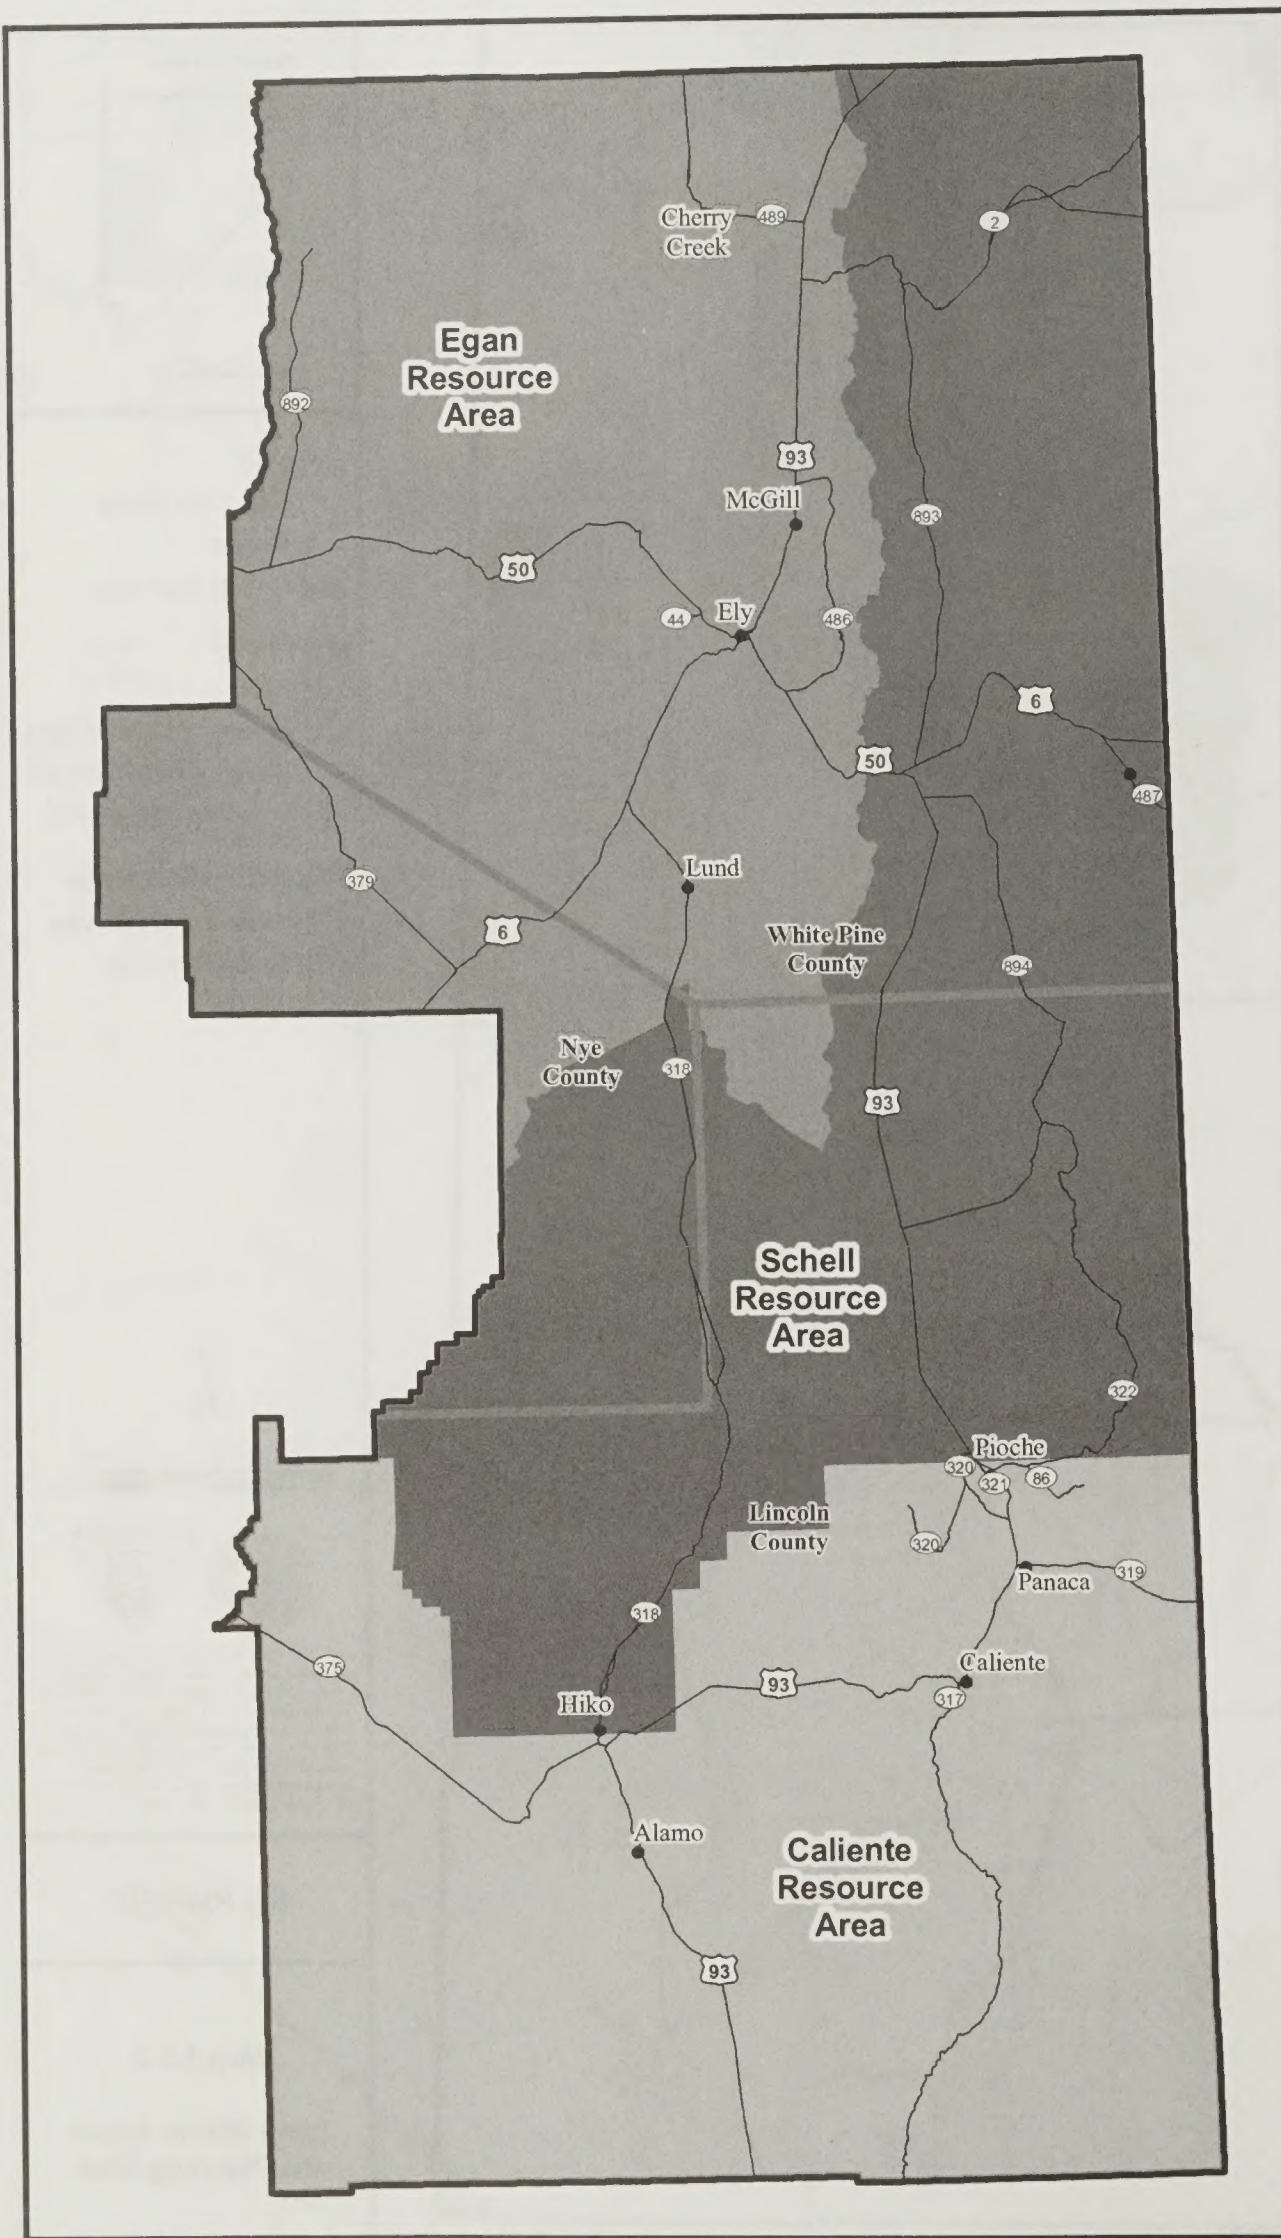 Cherry
Creek
489
2
Egan
Resource
Area
892
93
McGill
893
50
44
Ely
486
6
50
487
379
Lund
6
White Pine
County
894
Nye
County
318
93
Schell
Resource
Area
322
Pioche
320
321
86
Lincoln
County
320
Panaca
319
318
375
Caliente
93
317
Hiko
Alamo
Caliente
Resource
Area
93